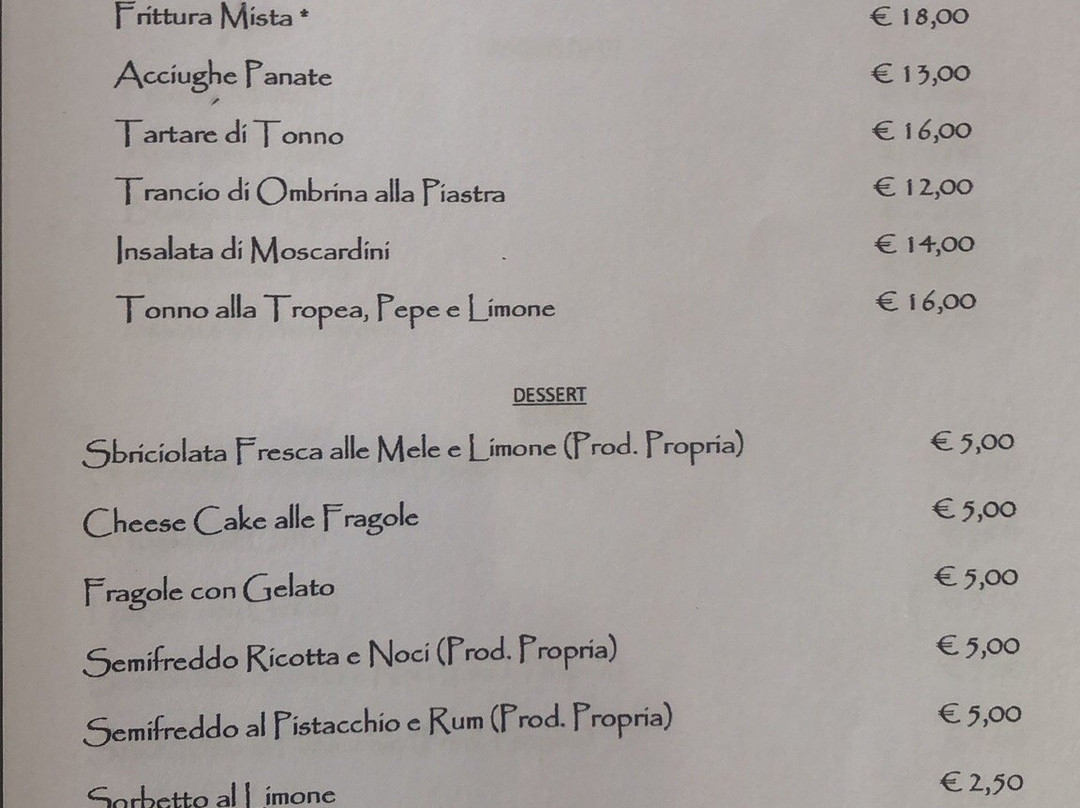 Frittura Mista * € 18,00
Acciughe Panate € 13,00
Tartare di Tonno € 16,00
Trancio di Ombrina alla Piastra € 12,00
Insalata di Moscardini € 14,00
Tonno alla Tropea, Pepe e Limone € 16,00
DESSERT
Sbriciolata Fresca alle Mele e Limone (Prod. Propria) € 5,00
Cheese Cake alle Fragole € 5,00
Fragole con Gelato € 5,00
Semifreddo Ricotta e Noci (Prod. Propria) € 5,00
Semifreddo al Pistacchio e Rum (Prod. Propria) € 5,00
Sorbetto al Limone € 2,50